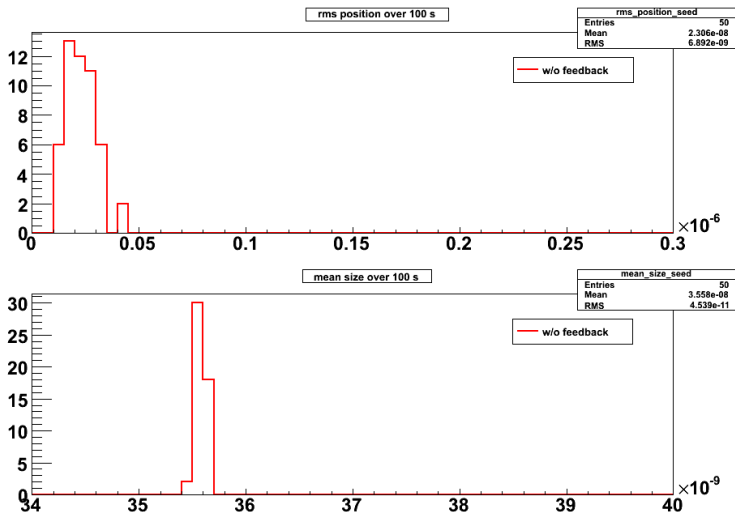 rms position over 100 s
rms_position_seed
Entries 50
Mean 2.306e-08
RMS 6.892e-09
w/o feedback
12
10
8
6
4
2
0
0 0.05 0.1 0.15 0.2 0.25 0.3
×10-6
mean size over 100 s
mean_size_seed
Entries 50
Mean 3.558e-08
RMS 4.539e-11
w/o feedback
30
25
20
15
10
5
0
34 35 36 37 38 39 40
×10-9